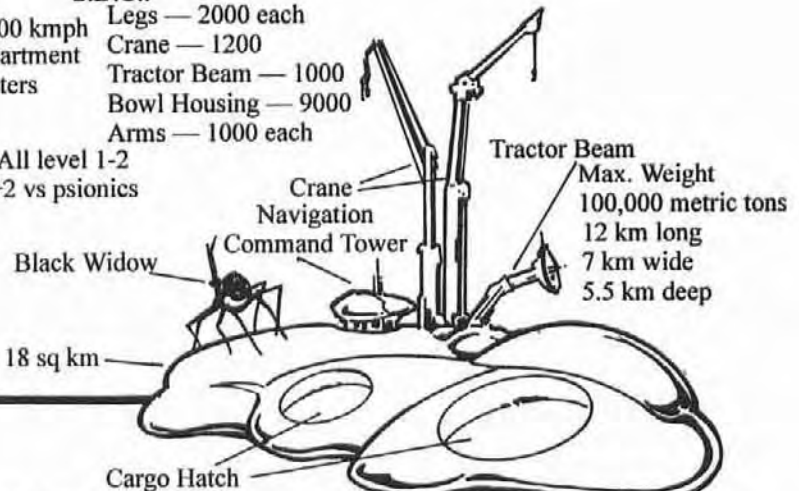 Legs — 2000 each
Crane — 1200
Tractor Beam — 1000
Bowl Housing — 9000
Arms — 1000 each
00 kmph
artment
ters
All level 1-2
2 vs psionics
Crane
Navigation
Command Tower
Black Widow
18 sq km
Cargo Hatch
Tractor Beam
Max. Weight
100,000 metric tons
12 km long
7 km wide
5.5 km deep